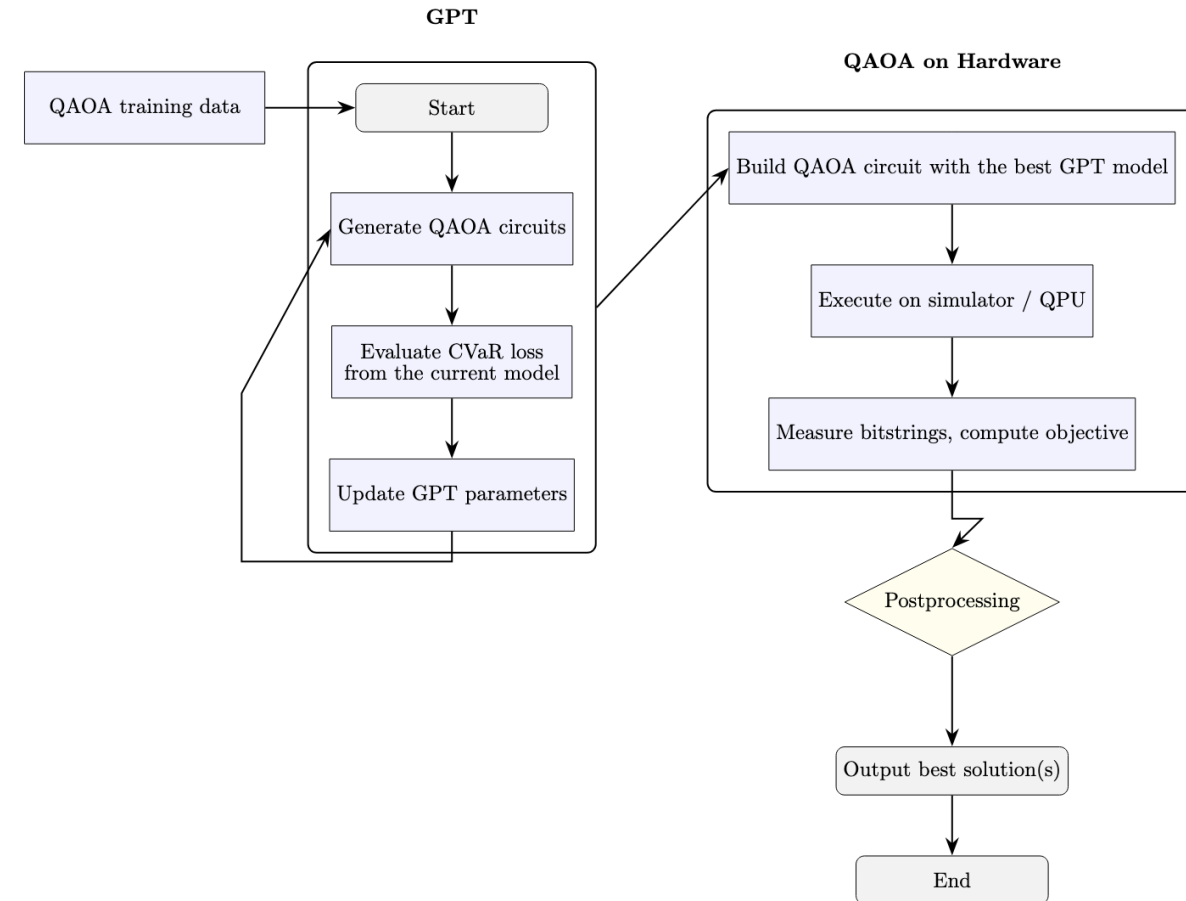 GPT
QAOA training data
Start
Generate QAOA circuits
Evaluate CVaR loss
from the current model
Update GPT parameters
QAOA on Hardware
Build QAOA circuit with the best GPT model
Execute on simulator / QPU
Measure bitstrings, compute objective
Postprocessing
Output best solution(s)
End